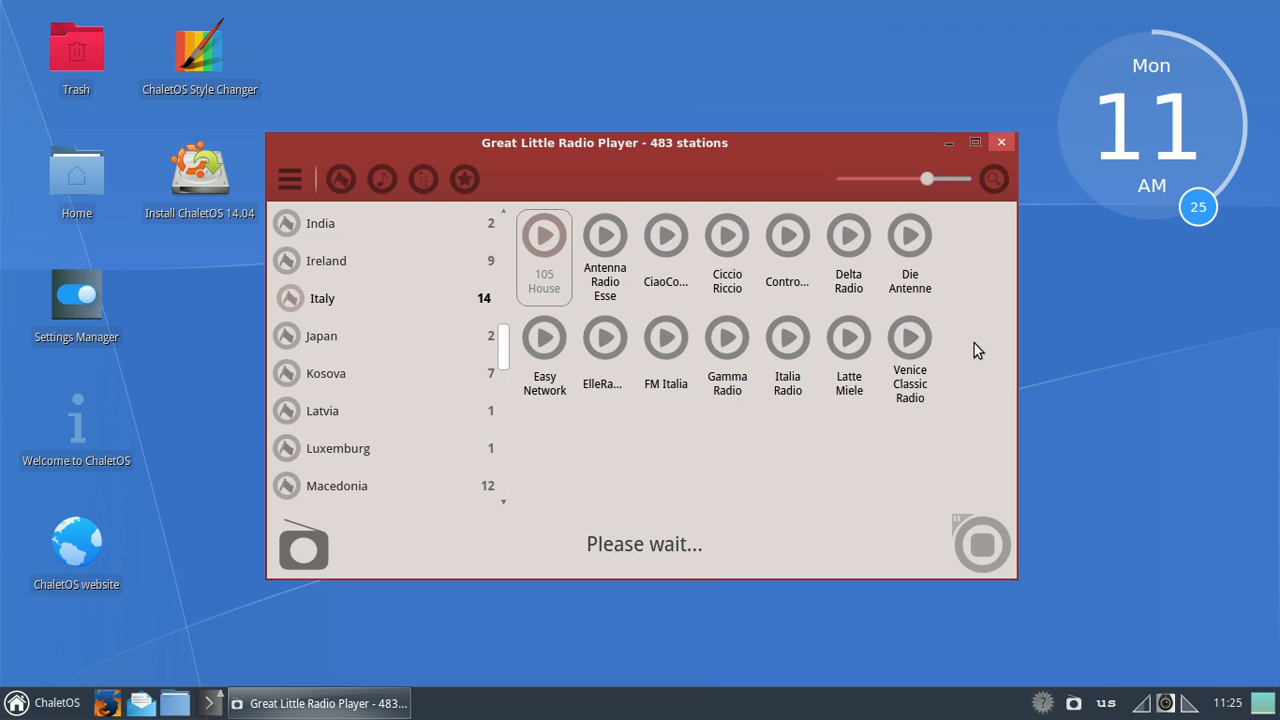 Trash
ChaletOS Style Changer
Home
Install ChaletOS 14.04
Settings Manager
Welcome to ChaletOS
ChaletOS website
Mon
11
AM
25
Great Little Radio Player - 483 stations
India 2
Ireland 9
Italy 14
Japan 2
Kosova 7
Latvia 1
Luxemburg 1
Macedonia 12
105
House
Antenna
Radio
Esse
CiaoCo...
Ciccio
Riccio
Contro...
Delta
Radio
Die
Antenne
Easy
Network
ElleRa...
FM Italia
Gamma
Radio
Italia
Radio
Latte
Miele
Venice
Classic
Radio
Please wait...
ChaletOS
Great Little Radio Player - 483...
us
11:25